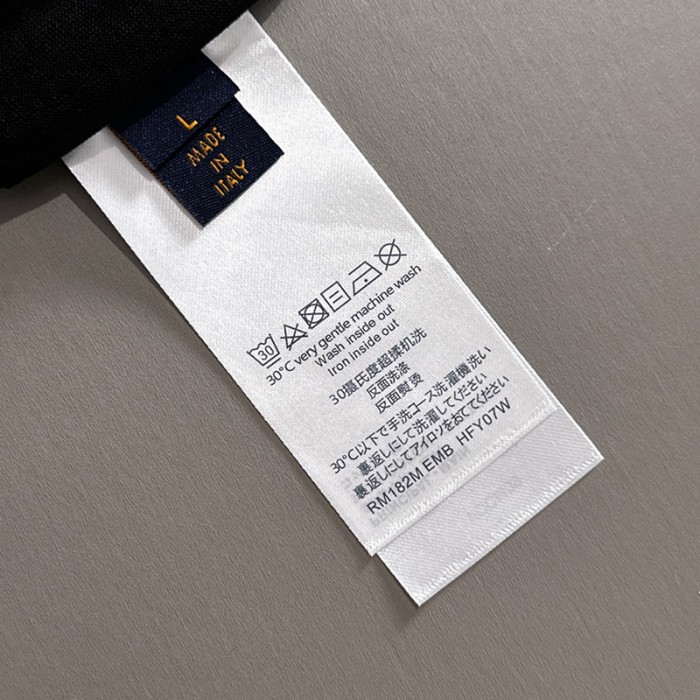 L
MADE
IN
ITALY
30
30°C very gentle machine wash
Wash inside out
Iron inside out
30摄氏度超柔机洗
反面洗涤
反面熨烫
30℃以下で手洗コース洗濯機洗い
裏返しにして洗濯してください
裏返しにしてアイロンをおててください
RM182M EMB HFY07W